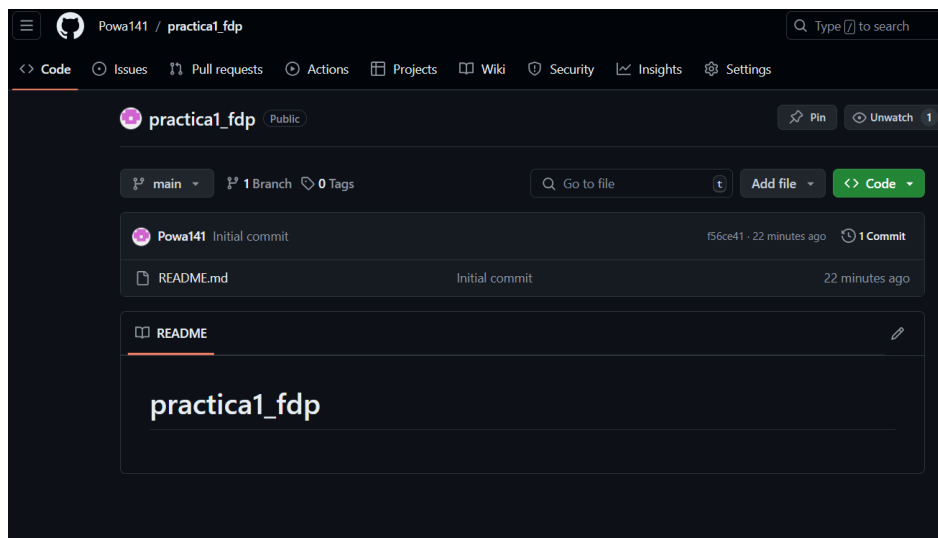 Powa141 / practica1_fdp
Type / to search
Code Issues Pull requests Actions Projects Wiki Security Insights Settings
practica1_fdp Public
Pin Unwatch 1
main 1 Branch 0 Tags Go to file t Add file Code
Powa141 Initial commit f56ce41 · 22 minutes ago 1 Commit
README.md Initial commit 22 minutes ago
README
practica1_fdp